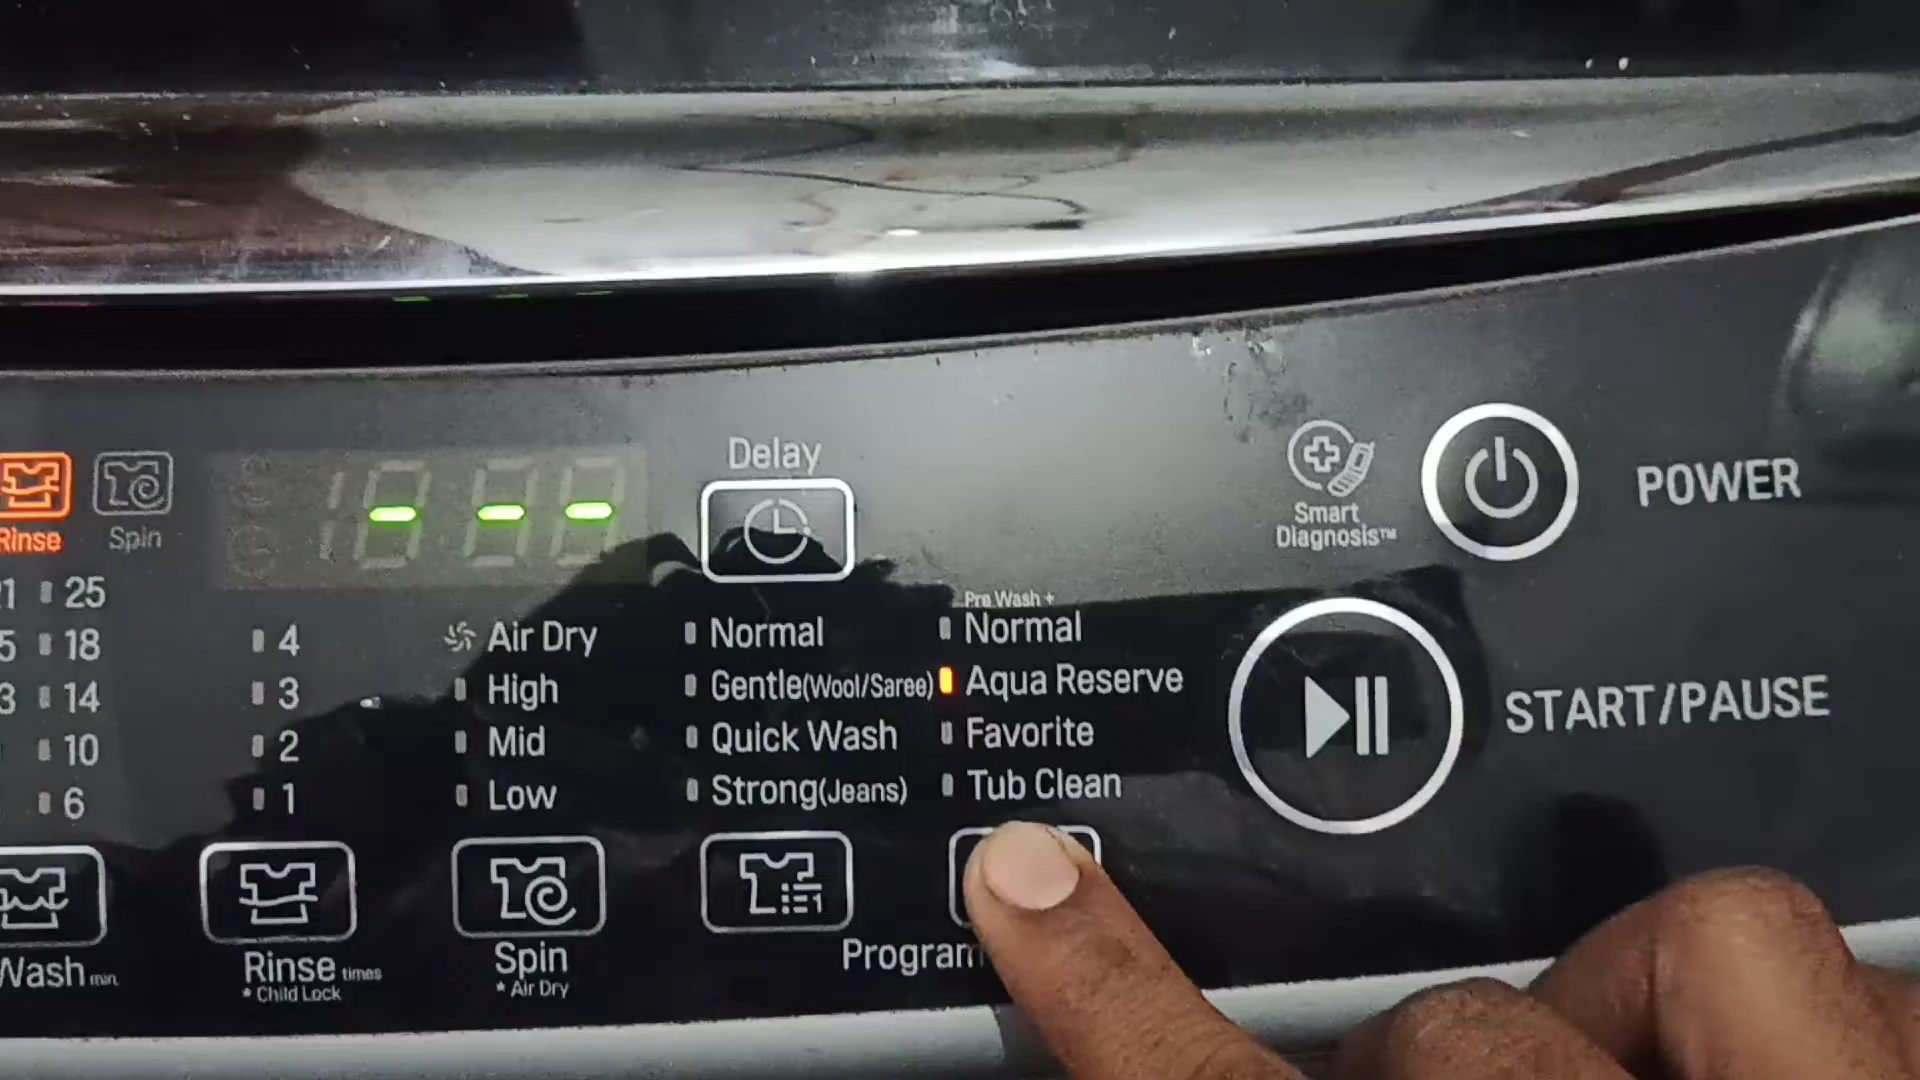 Delay
Smart
Diagnosis™
POWER
Rinse
Spin
25
18
14
10
6
4
3
2
1
Air Dry
High
Mid
Low
Normal
Gentle(Wool/Saree)
Quick Wash
Strong(Jeans)
Pre Wash +
Normal
Aqua Reserve
Favorite
Tub Clean
START/PAUSE
Wash min.
Rinse times
* Child Lock
Spin
* Air Dry